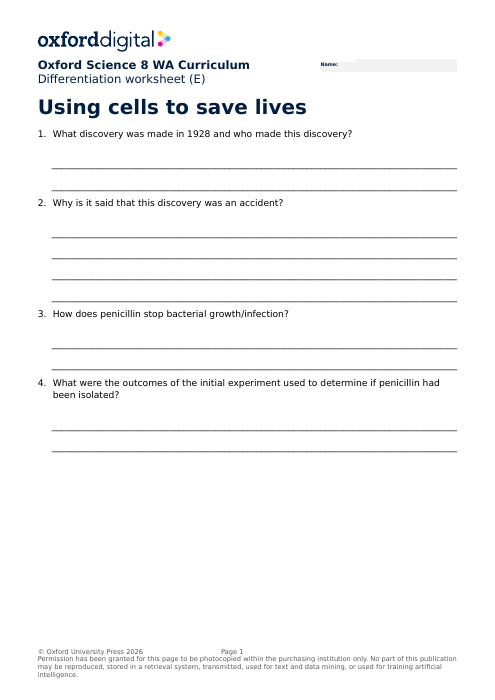 oxforddigital
Oxford Science 8 WA Curriculum
Name:
Differentiation worksheet (E)
Using cells to save lives
1. What discovery was made in 1928 and who made this discovery?
2. Why is it said that this discovery was an accident?
3. How does penicillin stop bacterial growth/infection?
4. What were the outcomes of the initial experiment used to determine if penicillin had
been isolated?
© Oxford University Press 2026 Page 1
Permission has been granted for this page to be photocopied within the purchasing institution only. No part of this publication
may be reproduced, stored in a retrieval system, transmitted, used for text and data mining, or used for training artificial
intelligence.